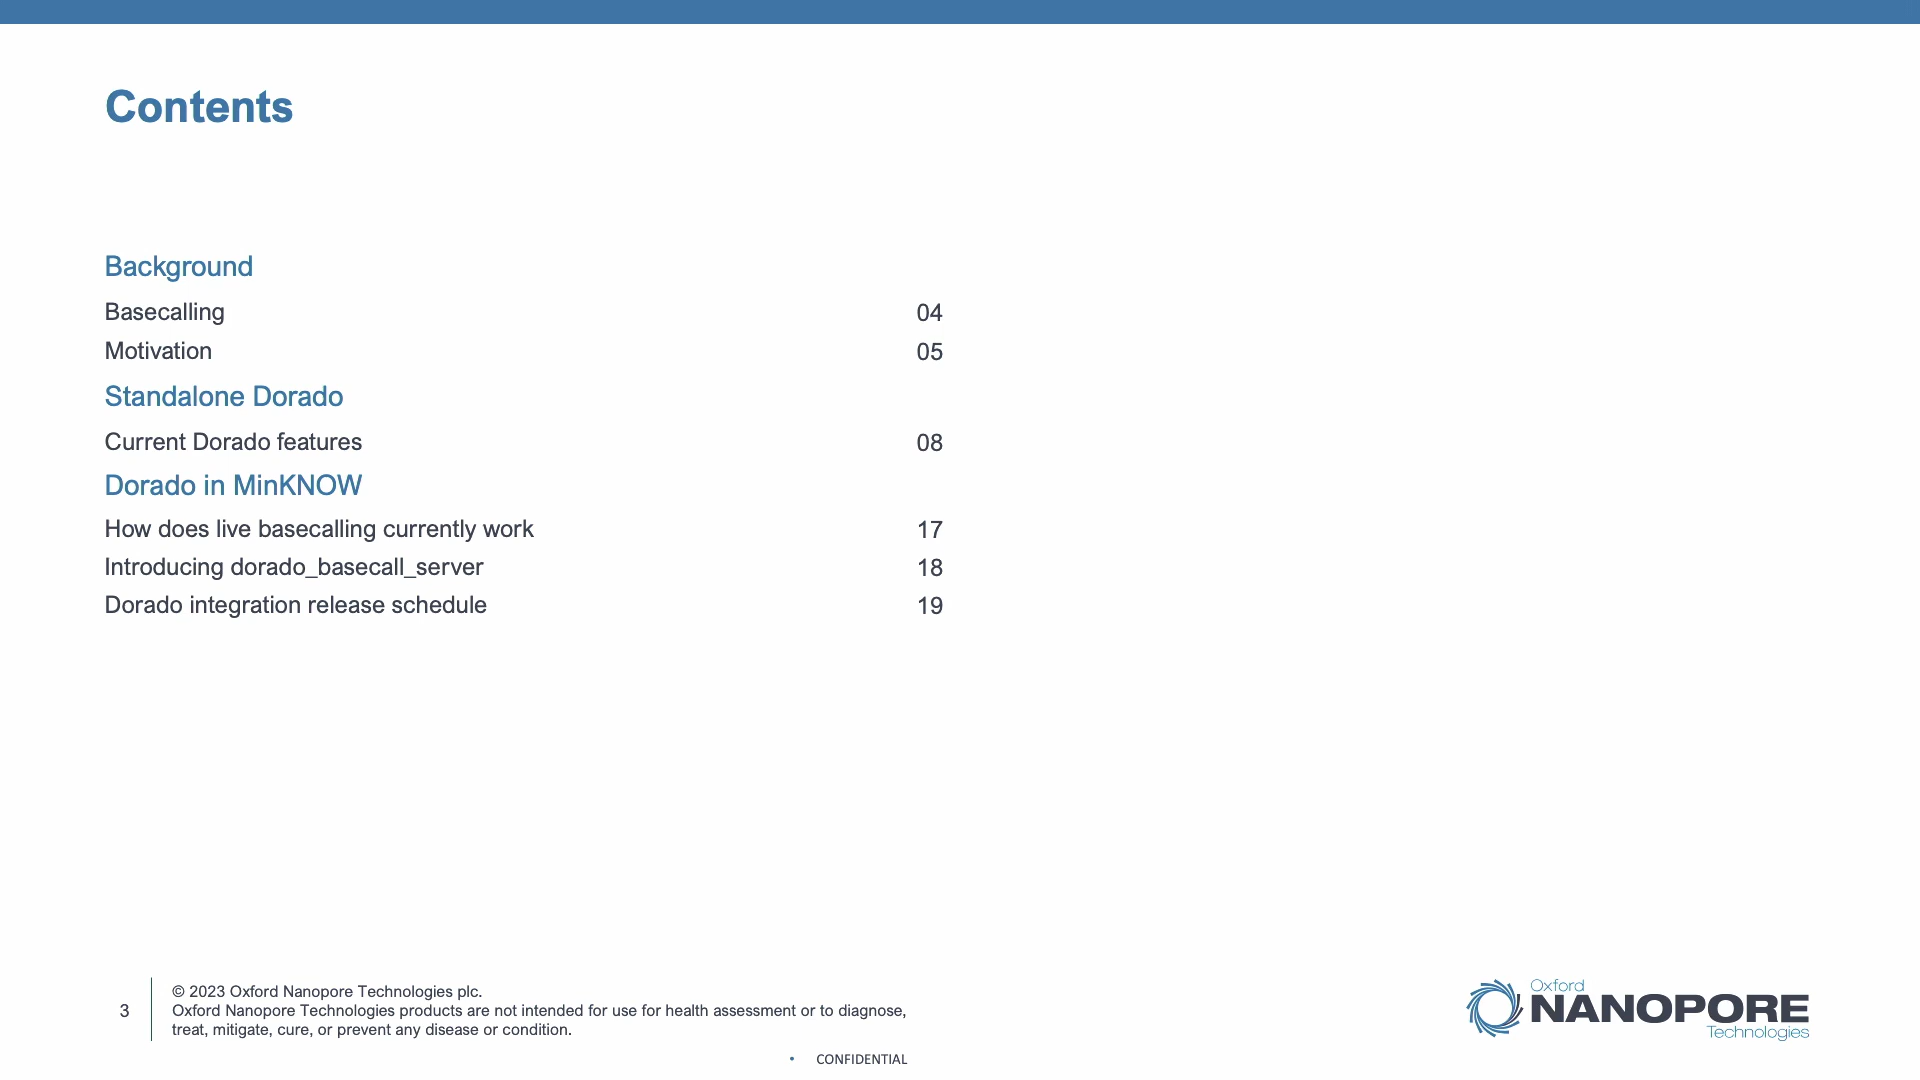 Contents
Background
Basecalling 04
Motivation 05
Standalone Dorado
Current Dorado features 08
Dorado in MinKNOW
How does live basecalling currently work 17
Introducing dorado_basecall_server 18
Dorado integration release schedule 19
3
© 2023 Oxford Nanopore Technologies plc.
Oxford Nanopore Technologies products are not intended for use for health assessment or to diagnose,
treat, mitigate, cure, or prevent any disease or condition.
• CONFIDENTIAL
Oxford
NANOPORE
Technologies